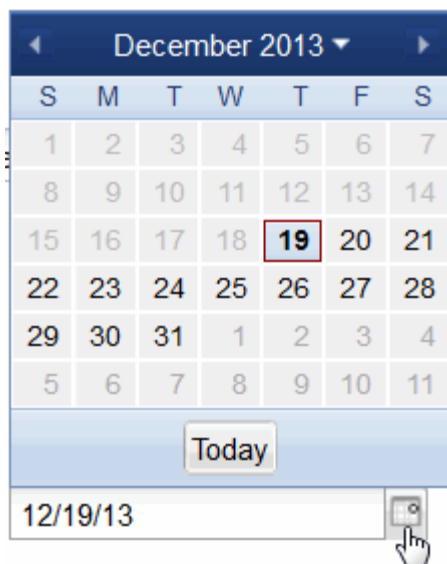 December 2013
S M T W T F S
1 2 3 4 5 6 7
8 9 10 11 12 13 14
15 16 17 18 19 20 21
22 23 24 25 26 27 28
29 30 31 1 2 3 4
5 6 7 8 9 10 11
Today
12/19/13